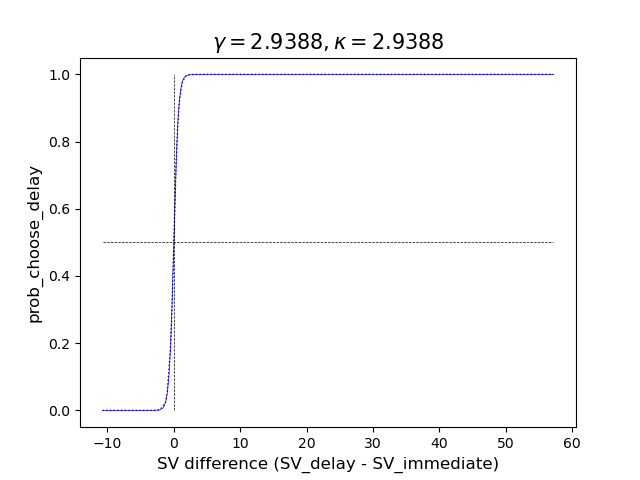 γ = 2.9388, κ = 2.9388
1.0
0.8
0.6
0.4
0.2
0.0
prob_choose_delay
−10 0 10 20 30 40 50 60
SV difference (SV_delay - SV_immediate)